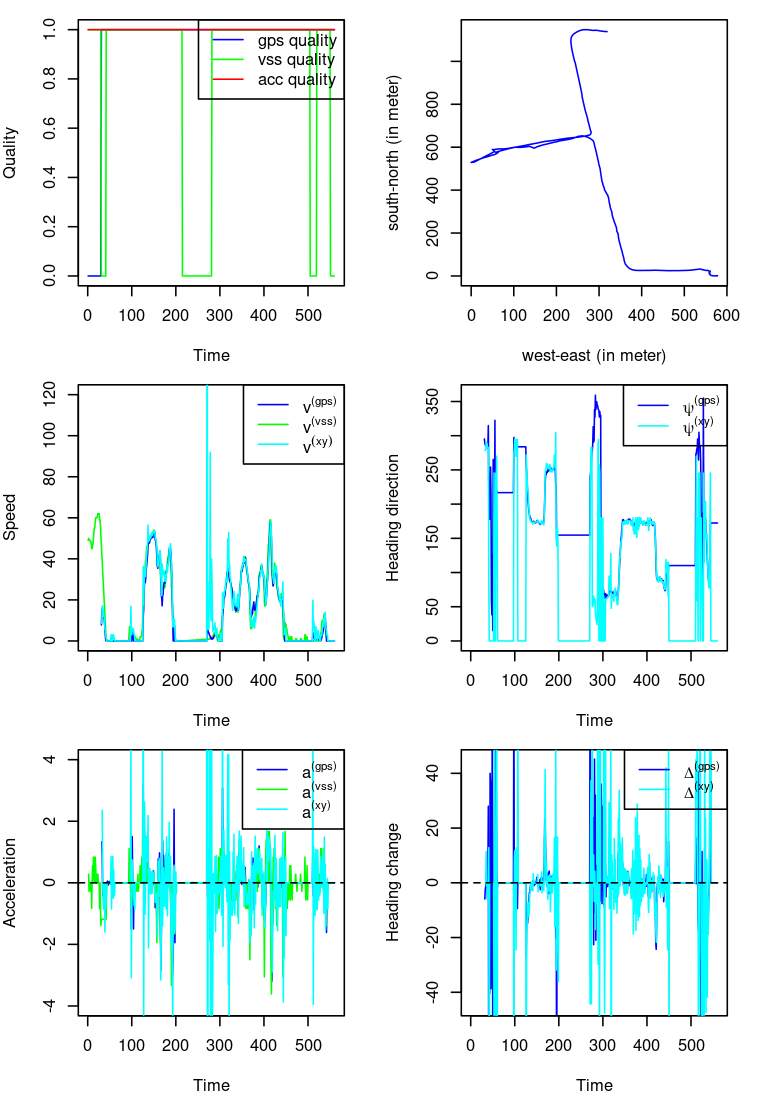 Quality
0.0 0.2 0.4 0.6 0.8 1.0
gps quality
vss quality
acc quality
0 100 200 300 400 500
Time
south-north (in meter)
0 200 400 600 800
0 100 200 300 400 500 600
west-east (in meter)
Speed
0 20 40 60 80 100 120
v(gps)
v(vss)
v(xy)
0 100 200 300 400 500
Time
Heading direction
0 50 150 250 350
ψ(gps)
ψ(xy)
0 100 200 300 400 500
Time
Acceleration
-4 -2 0 2 4
a(gps)
a(vss)
a(xy)
0 100 200 300 400 500
Time
Heading change
-40 -20 0 20 40
Δ(gps)
Δ(xy)
0 100 200 300 400 500
Time